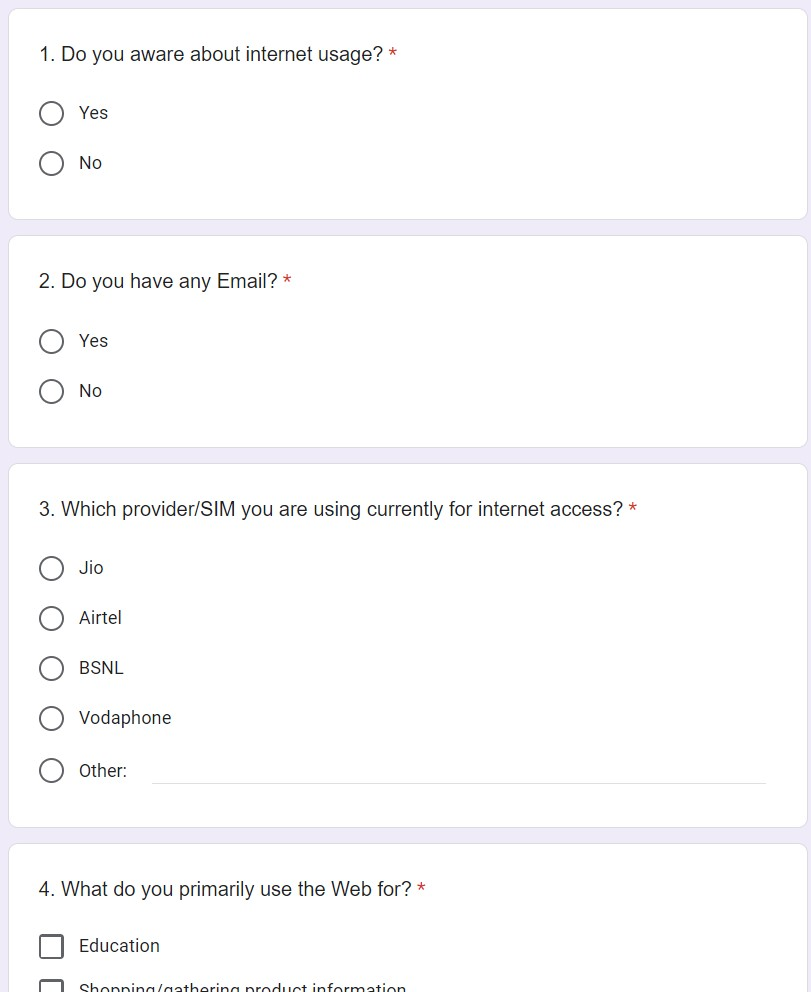 1. Do you aware about internet usage? *
Yes
No
2. Do you have any Email? *
Yes
No
3. Which provider/SIM you are using currently for internet access? *
Jio
Airtel
BSNL
Vodaphone
Other:
4. What do you primarily use the Web for? *
Education
Shopping/gathering product information